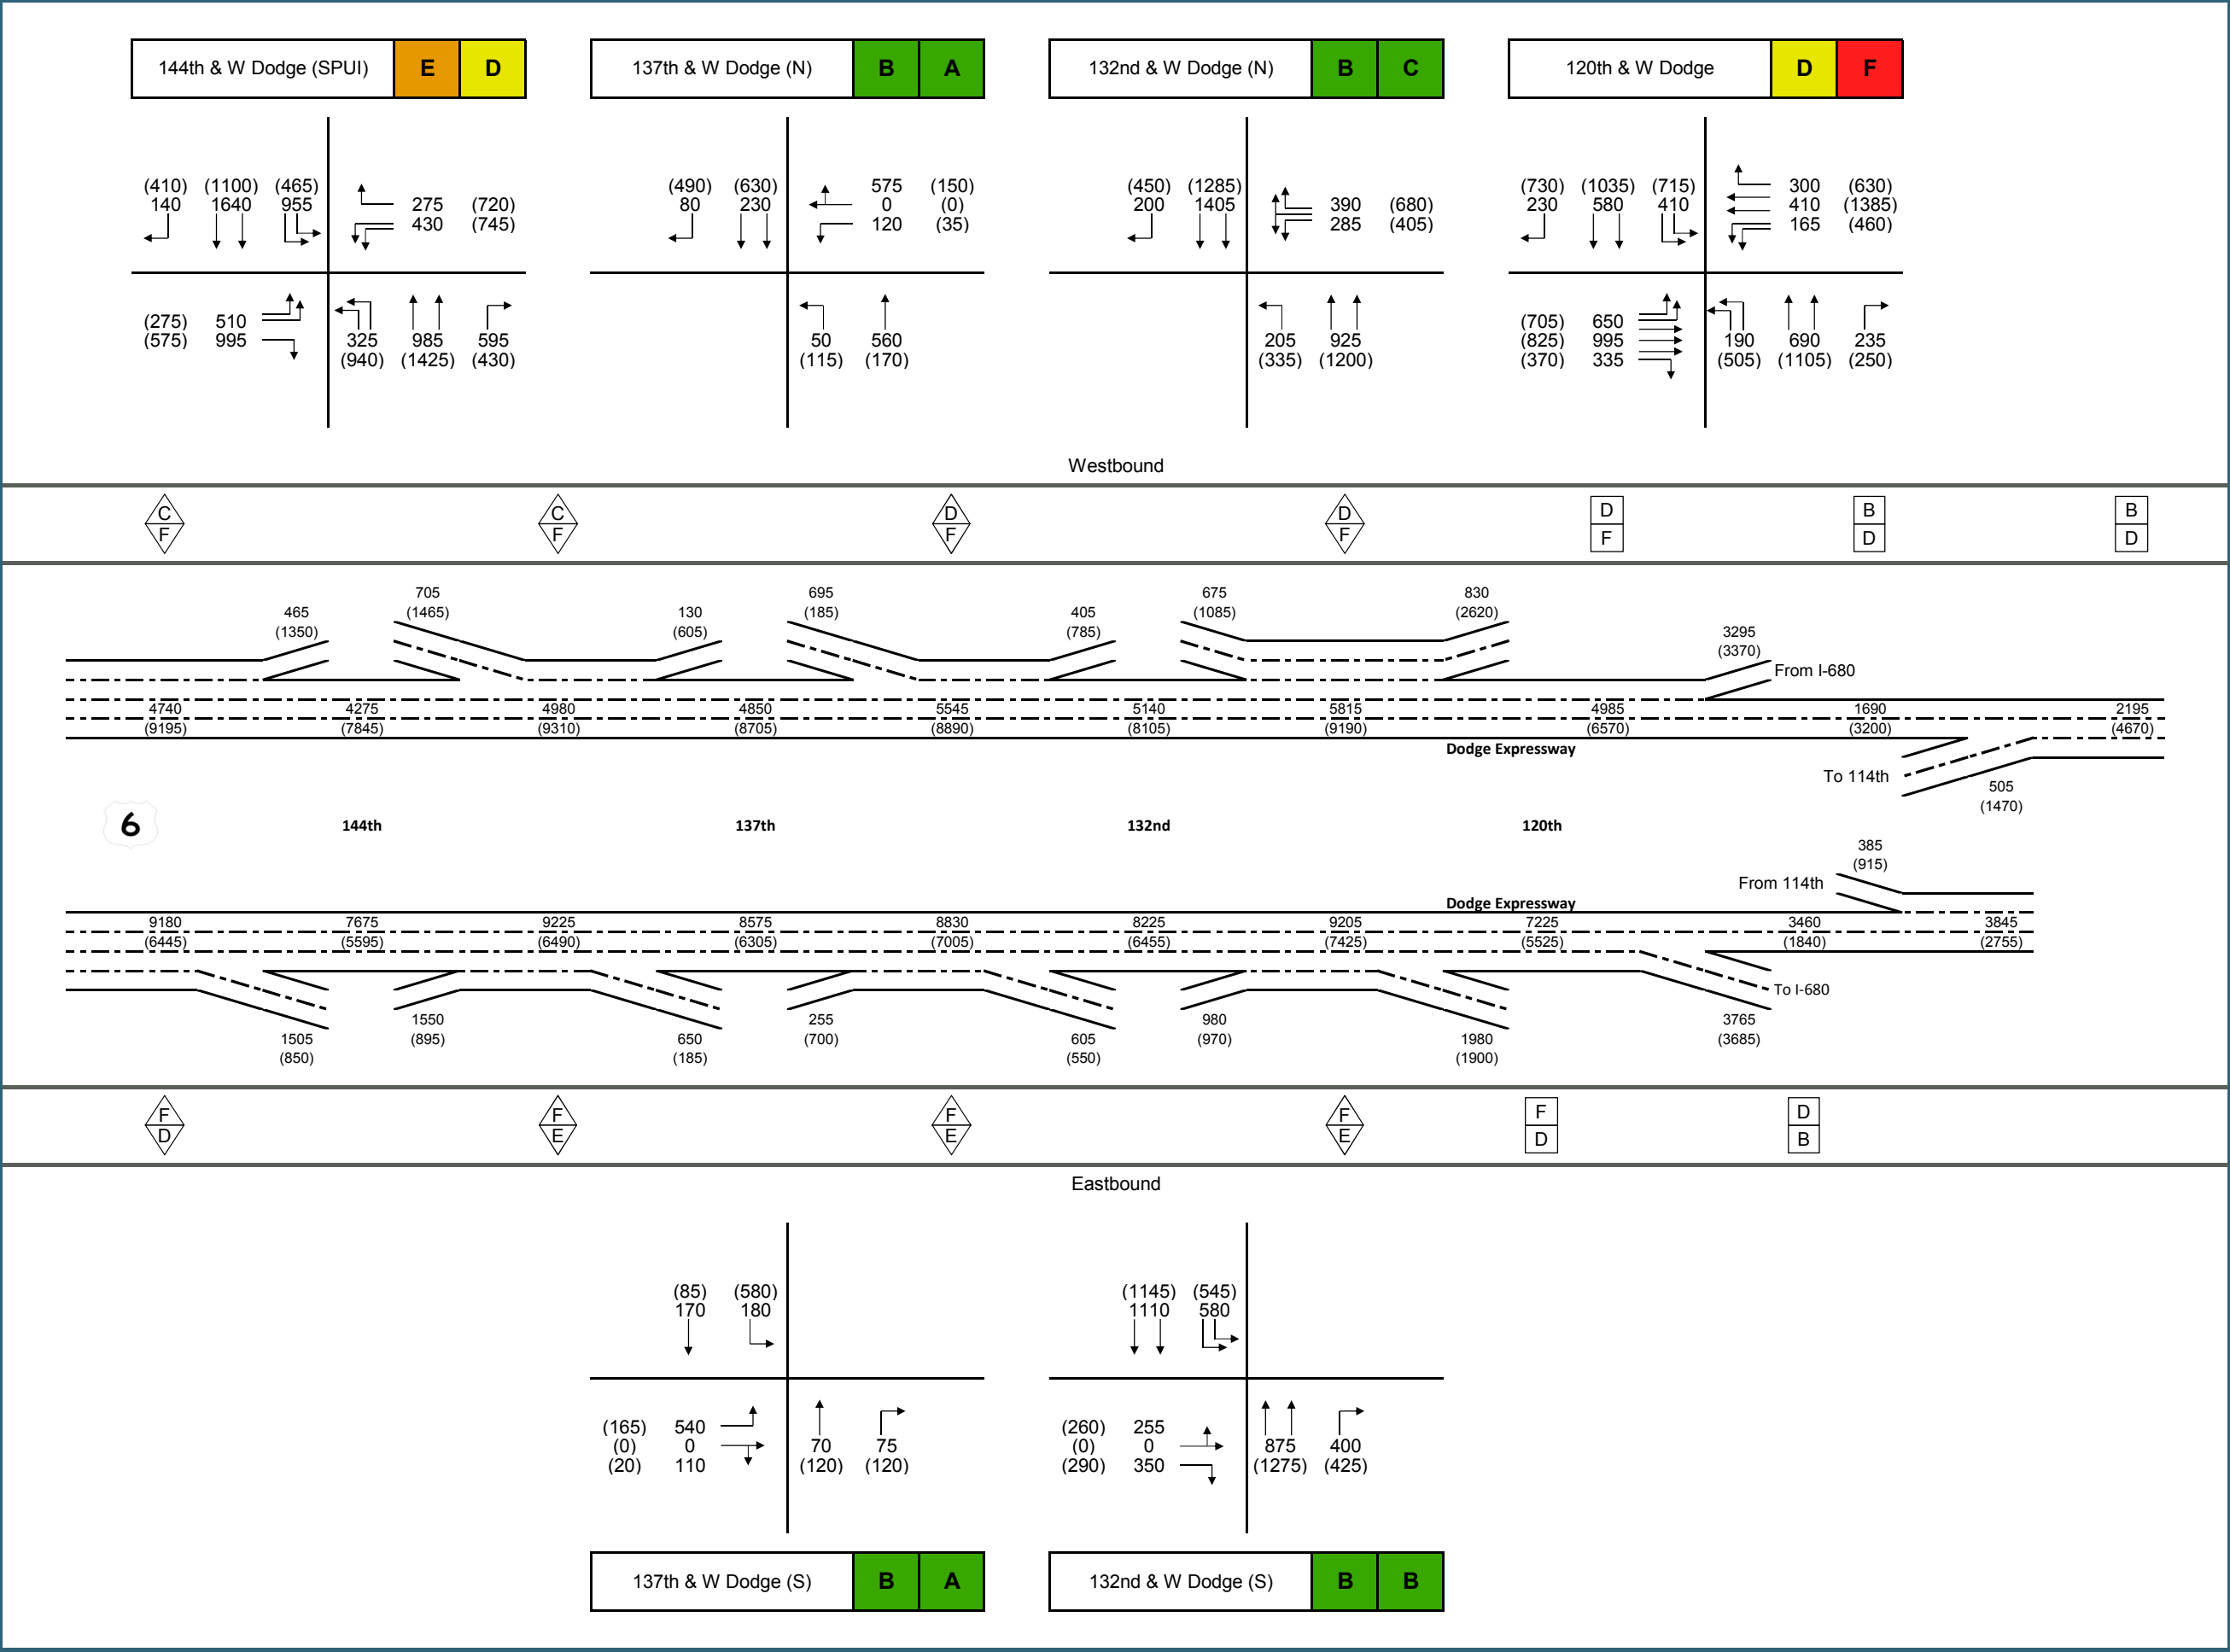 144th & W Dodge (SPUI) E D
137th & W Dodge (N) B A
132nd & W Dodge (N) B C
120th & W Dodge D F
(410) (1100) (465)
140 1640 955
275 (720)
430 (745)
(275) 510
(575) 995
325 985 595
(940) (1425) (430)
(490) (630)
80 230
575 (150)
0 (0)
120 (35)
50 560
(115) (170)
(450) (1285)
200 1405
390 (680)
285 (405)
205 925
(335) (1200)
(730) (1035) (715)
230 580 410
300 (630)
410 (1385)
165 (460)
(705) 650
(825) 995
(370) 335
190 690 235
(505) (1105) (250)
Westbound
C C D D D B B
F F F F F D D
705 695 675 830
(1465) (185) (1085) (2620)
465 130 405
(1350) (605) (785)
3295
(3370)
From I-680
4740 4275 4980 4850 5545 5140 5815 4985 1690 2195
(9195) (7845) (9310) (8705) (8890) (8105) (9190) (6570) (3200) (4670)
Dodge Expressway
To 114th
505
(1470)
6
144th 137th 132nd 120th
385
(915)
From 114th
Dodge Expressway
9180 7675 9225 8575 8830 8225 9205 7225 3460 3845
(6445) (5595) (6490) (6305) (7005) (6455) (7425) (5525) (1840) (2755)
To I-680
1550 255 980 3765
(895) (700) (970) (3685)
1505 650 605 1980
(850) (185) (550) (1900)
F F F F F D
D E E E D B
Eastbound
(85) (580)
170 180
(165) 540
(0) 0
(20) 110
70 75
(120) (120)
(1145) (545)
1110 580
(260) 255
(0) 0
(290) 350
875 400
(1275) (425)
137th & W Dodge (S) B A
132nd & W Dodge (S) B B